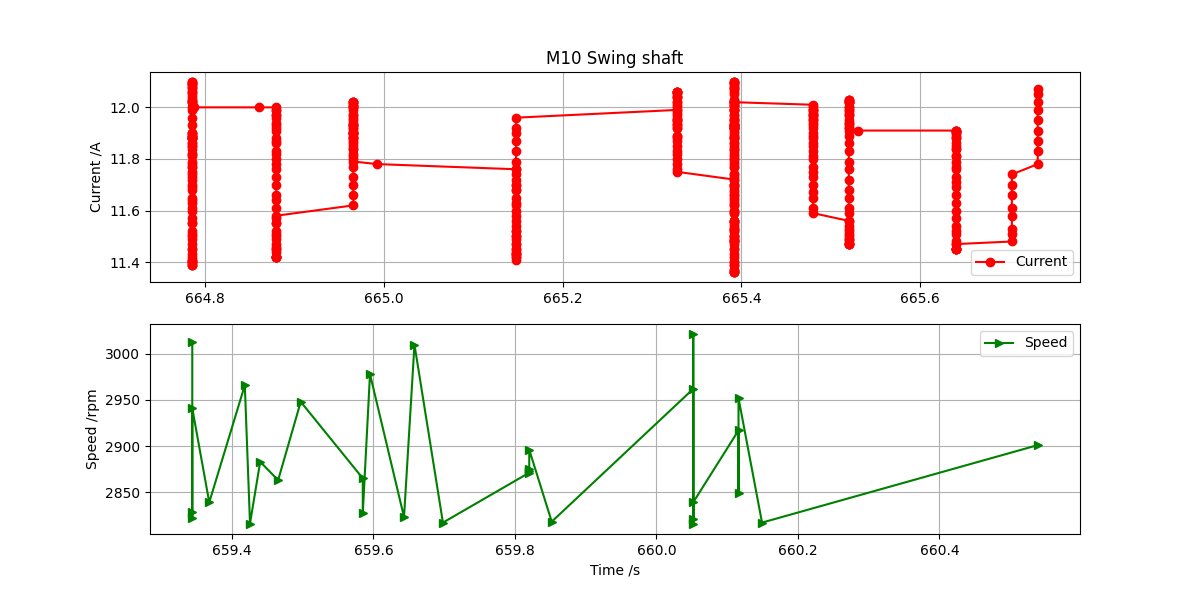 M10 Swing shaft
Current /A
12.0
11.8
11.6
11.4
Current
664.8 665.0 665.2 665.4 665.6
Speed /rpm
3000
2950
2900
2850
Speed
659.4 659.6 659.8 660.0 660.2 660.4
Time /s